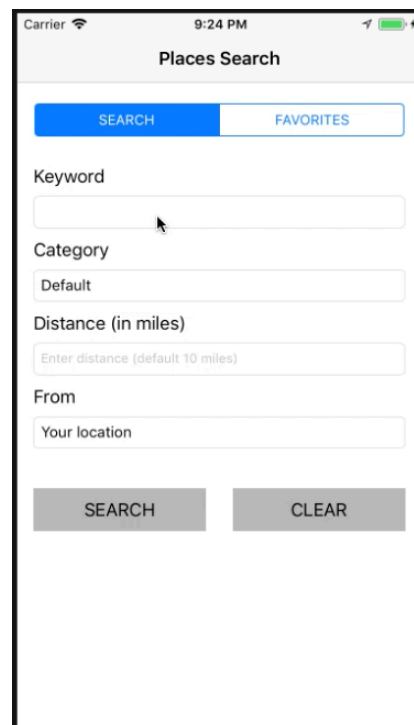 Carrier 9:24 PM
Places Search
SEARCH FAVORITES
Keyword
Category
Default
Distance (in miles)
Enter distance (default 10 miles)
From
Your location
SEARCH CLEAR